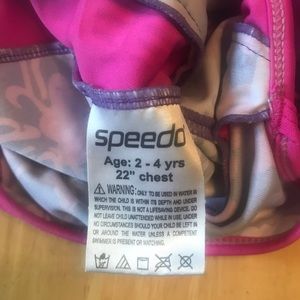 speedo
Age: 2 - 4 yrs
22" chest
WARNING: ONLY TO BE USED IN WATER IN
WHICH THE CHILD IS WITHIN ITS DEPTH AND UNDER
SUPERVISION. THIS IS NOT A LIFESAVING DEVICE. DO
NOT LEAVE CHILD UNATTENDED WHILE IN USE. UNDER NO
CIRCUMSTANCES SHOULD YOUR CHILD BE IN OR
AROUND THE WATER UNLESS A COMPETENT
SWIMMER IS PRESENT OR WATCHING.